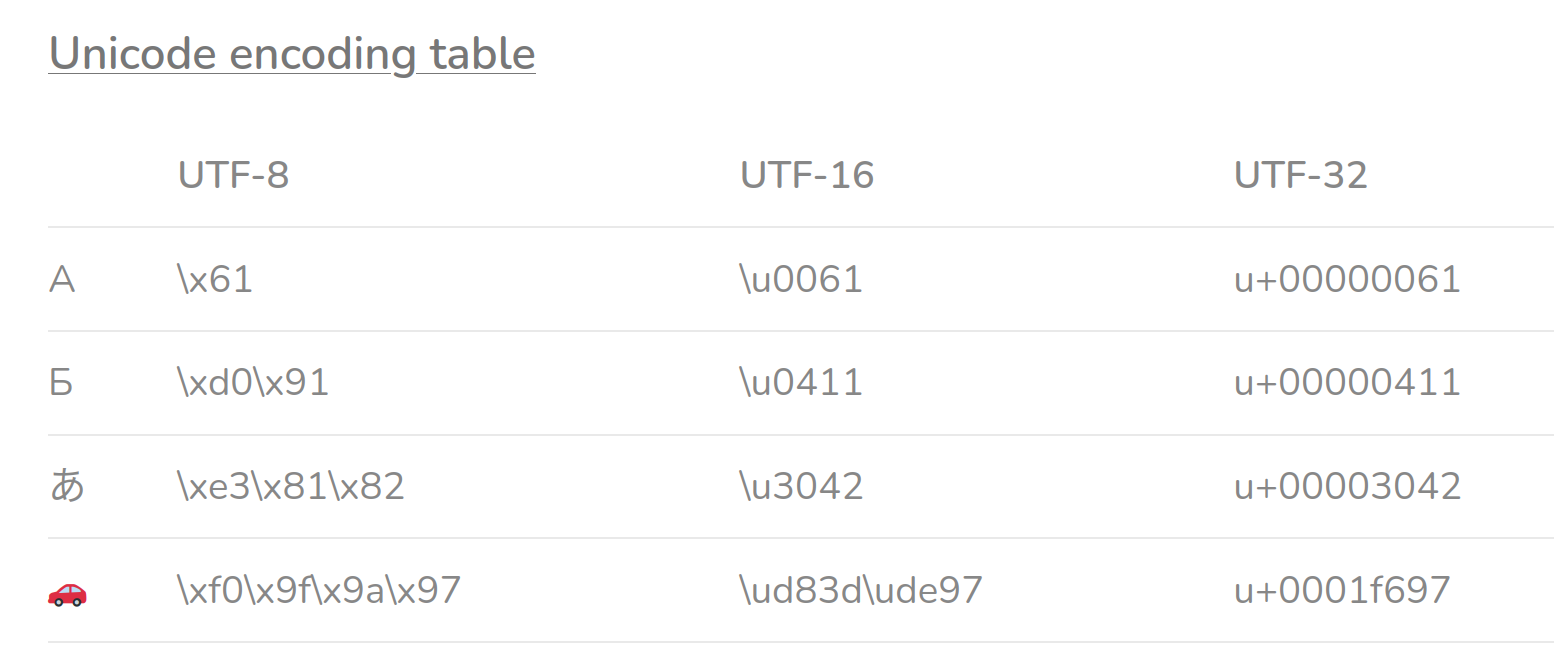 Unicode encoding table
UTF-8 UTF-16 UTF-32
A \x61 \u0061 u+00000061
Б \xd0\x91 \u0411 u+00000411
あ \xe3\x81\x82 \u3042 u+00003042
🚗 \xf0\x9f\x9a\x97 \ud83d\ude97 u+0001f697